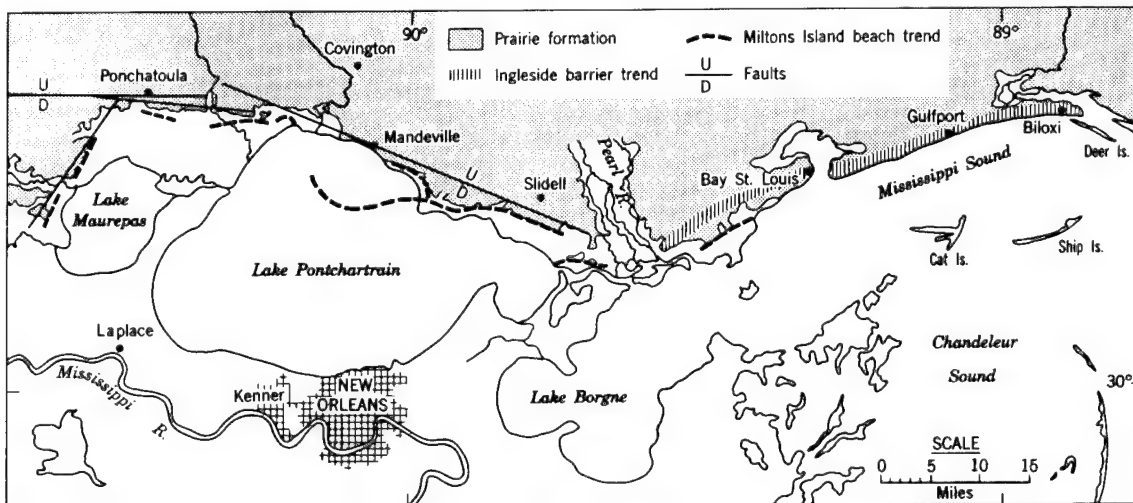 90°
89°
Covington
Ponchatoula
U
D
Prairie formation
Miltons Island beach trend
Ingleside barrier trend
U
D
Faults
Mandeville
U
D
Slidell
Pearl R.
Bay St. Louis
Gulfport
Biloxi
Deer Is.
Mississippi Sound
Lake
Maurepas
Lake Pontchartrain
Cat Is.
Ship Is.
Laplace
Mississippi
R.
Kenner
NEW
ORLEANS
Lake Borgne
Chandeleur
Sound
30°
SCALE
0 5 10 15
Miles